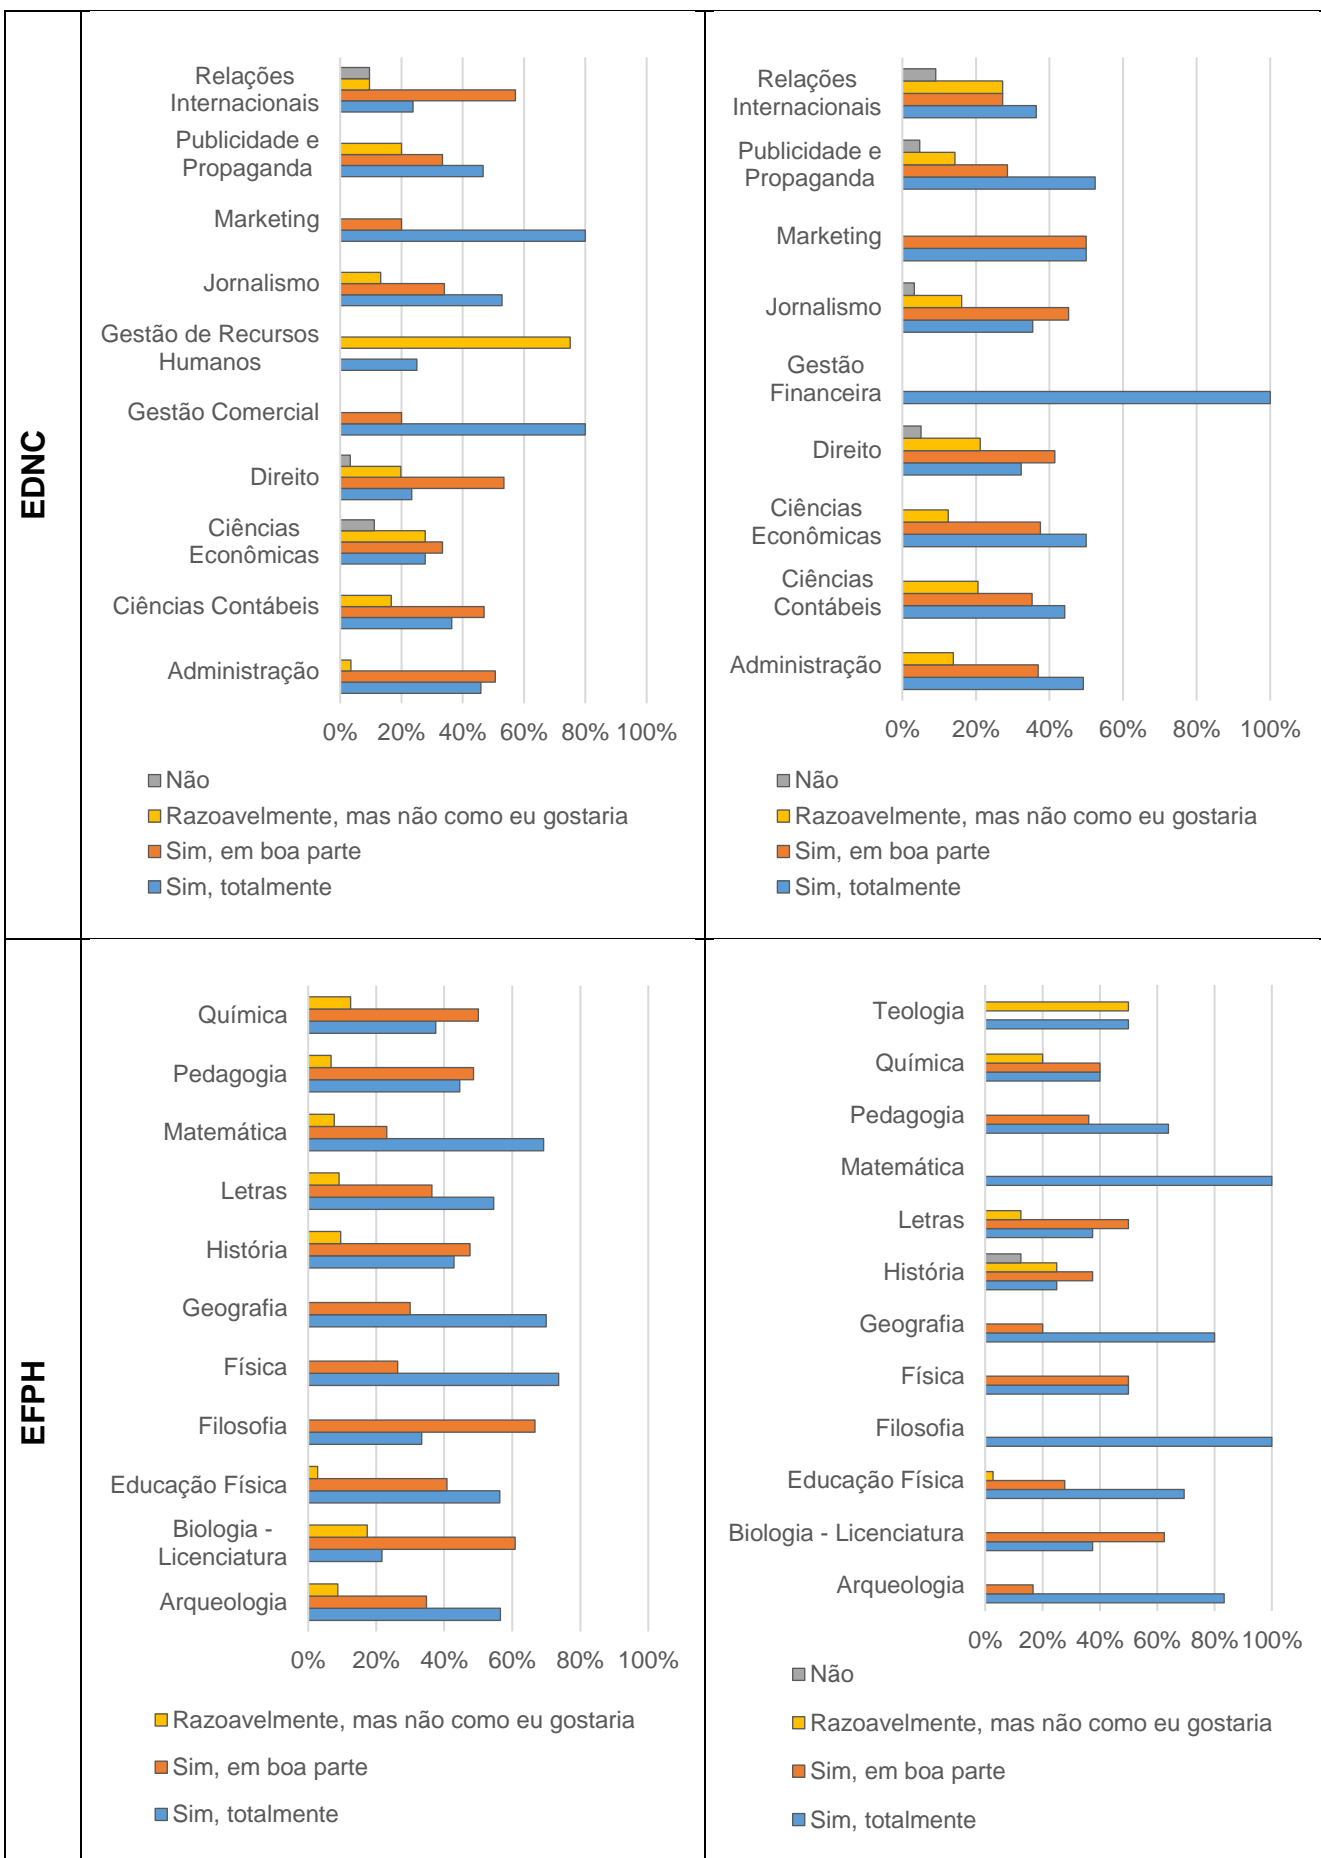 EDNC
Relações
Internacionais
Publicidade e
Propaganda
Marketing
Jornalismo
Gestão de Recursos
Humanos
Gestão Comercial
Direito
Ciências
Econômicas
Ciências Contábeis
Administração
0% 20% 40% 60% 80% 100%
Não
Razoavelmente, mas não como eu gostaria
Sim, em boa parte
Sim, totalmente
Relações
Internacionais
Publicidade e
Propaganda
Marketing
Jornalismo
Gestão
Financeira
Direito
Ciências
Econômicas
Ciências
Contábeis
Administração
0% 20% 40% 60% 80% 100%
Não
Razoavelmente, mas não como eu gostaria
Sim, em boa parte
Sim, totalmente
EFPH
Química
Pedagogia
Matemática
Letras
História
Geografia
Física
Filosofia
Educação Física
Biologia -
Licenciatura
Arqueologia
0% 20% 40% 60% 80% 100%
Razoavelmente, mas não como eu gostaria
Sim, em boa parte
Sim, totalmente
Teologia
Química
Pedagogia
Matemática
Letras
História
Geografia
Física
Filosofia
Educação Física
Biologia - Licenciatura
Arqueologia
0% 20% 40% 60% 80% 100%
Não
Razoavelmente, mas não como eu gostaria
Sim, em boa parte
Sim, totalmente